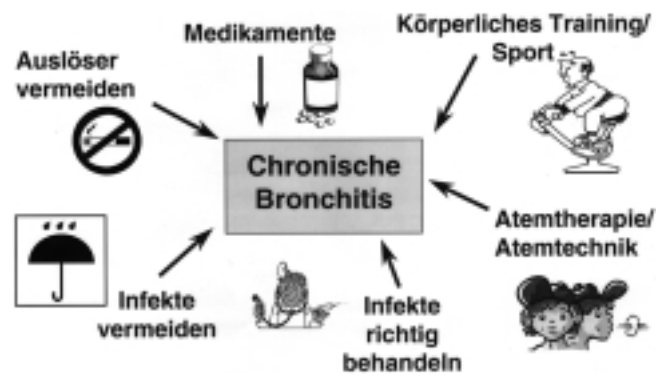 Medikamente
Körperliches Training/
Sport
Auslöser
vermeiden
Chronische
Bronchitis
Atemtherapie/
Atemtechnik
Infekte
vermeiden
Infekte
richtig
behandeln